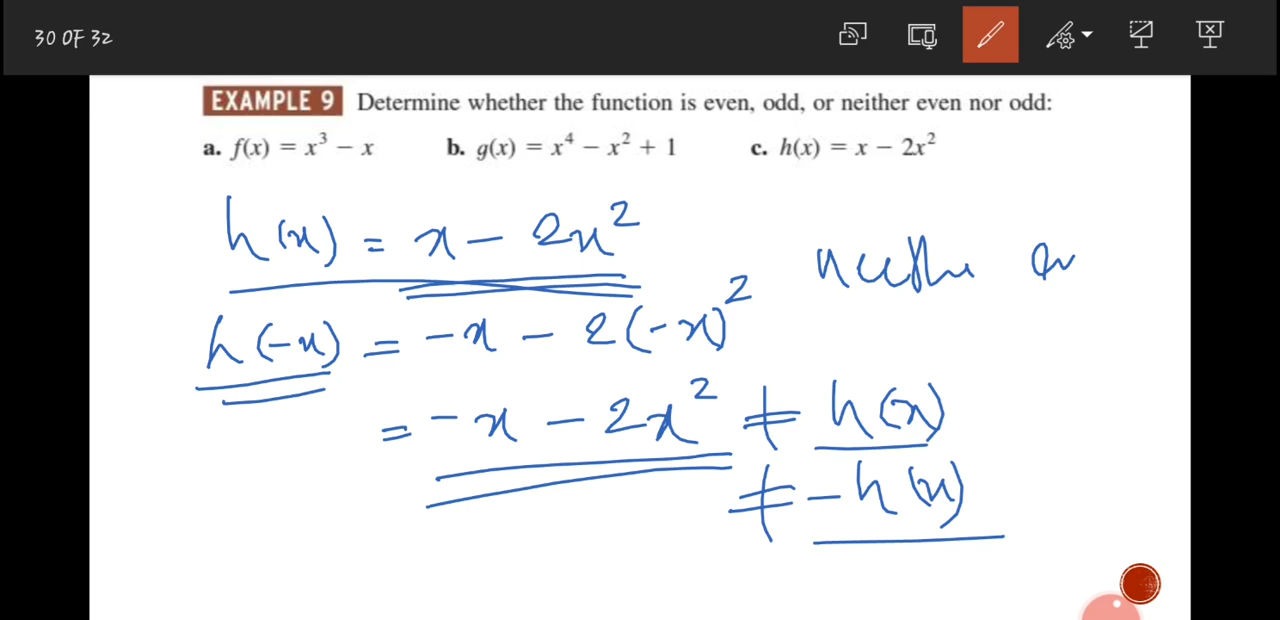 30 OF 32
EXAMPLE 9 Determine whether the function is even, odd, or neither even nor odd:
a. f(x) = x³ − x b. g(x) = x⁴ − x² + 1 c. h(x) = x − 2x²
h(x) = x − 2x²
h(−x) = −x − 2(−x)²
= −x − 2x² ≠ h(x)
≠ −h(x)